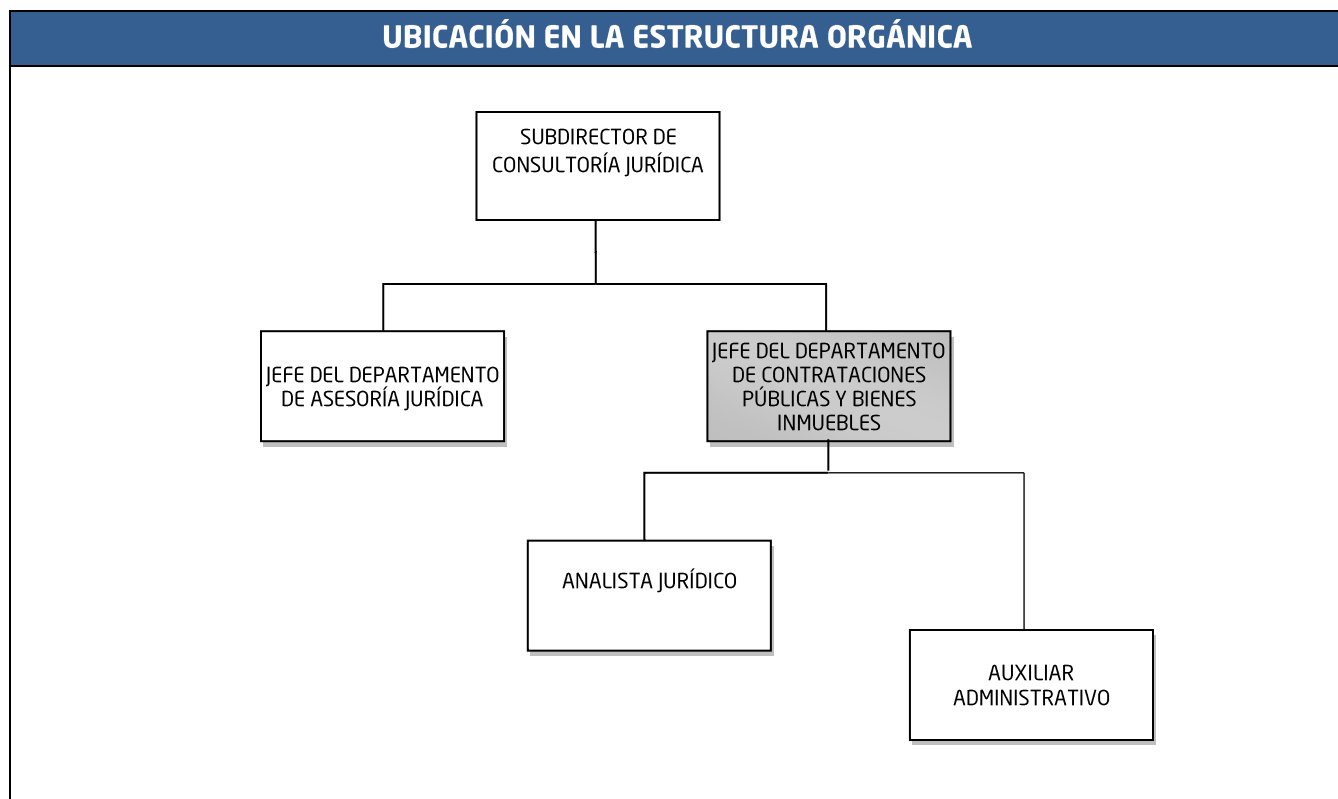 UBICACIÓN EN LA ESTRUCTURA ORGÁNICA
SUBDIRECTOR DE
CONSULTORÍA JURÍDICA
JEFE DEL DEPARTAMENTO
DE ASESORÍA JURÍDICA
JEFE DEL DEPARTAMENTO
DE CONTRATACIONES
PÚBLICAS Y BIENES
INMUEBLES
ANALISTA JURÍDICO
AUXILIAR
ADMINISTRATIVO